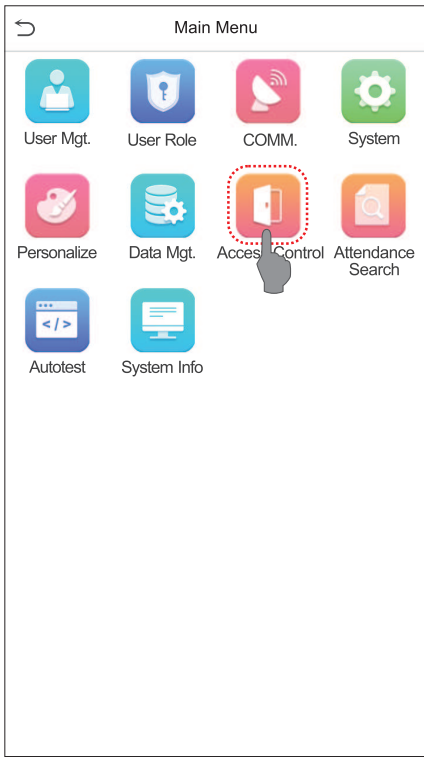 Main Menu
User Mgt.
User Role
COMM.
System
Personalize
Data Mgt.
Access Control
Attendance
Search
</>
Autotest
System Info